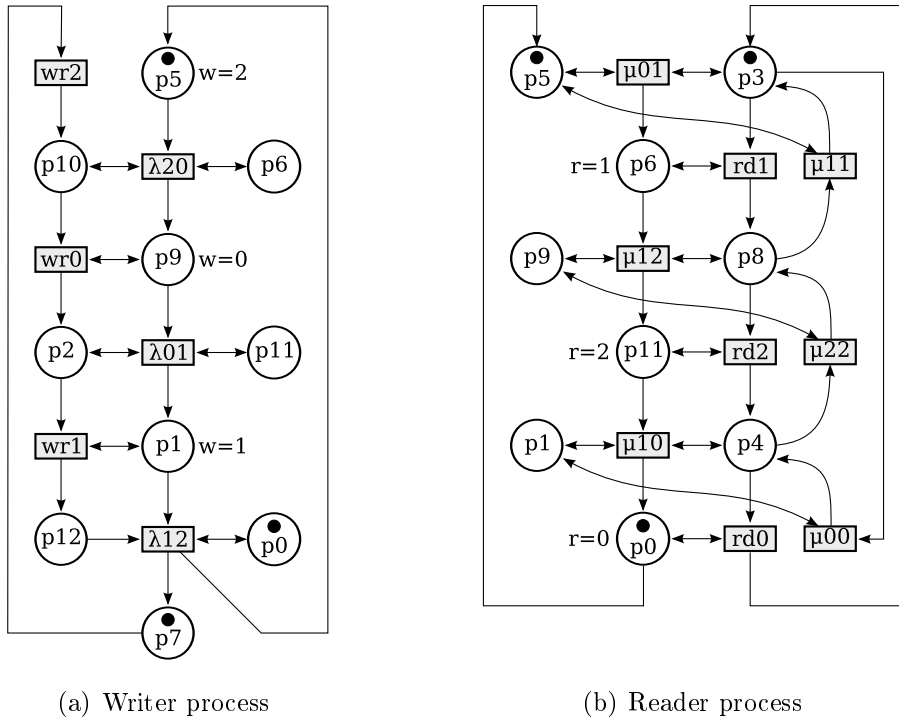 wr2
p5
w=2
p10
λ20
p6
wr0
p9
w=0
p2
λ01
p11
wr1
p1
w=1
p12
λ12
p0
p7
(a) Writer process
p5
μ01
p3
r=1
p6
rd1
μ11
p9
μ12
p8
r=2
p11
rd2
μ22
p1
μ10
p4
r=0
p0
rd0
μ00
(b) Reader process